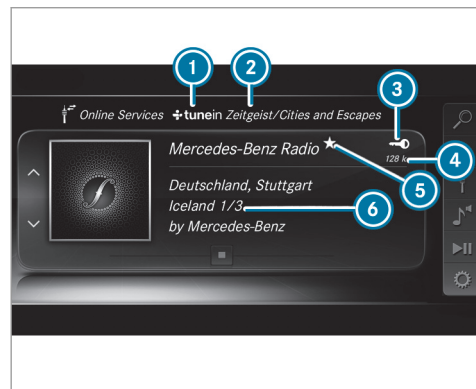 1 2 3
Online Services tunein Zeitgeist/Cities and Escapes
Mercedes-Benz Radio
128 k 4
5
Deutschland, Stuttgart
Iceland 1/3 6
by Mercedes-Benz